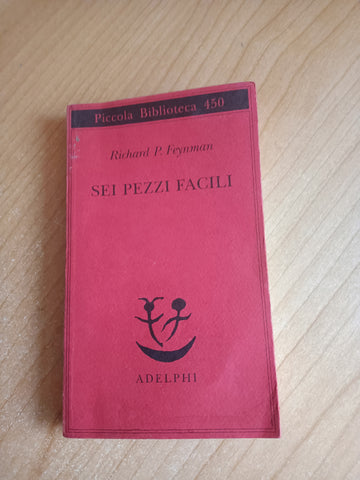 Piccola Biblioteca 450
Richard P. Feynman
SEI PEZZI FACILI
ADELPHI